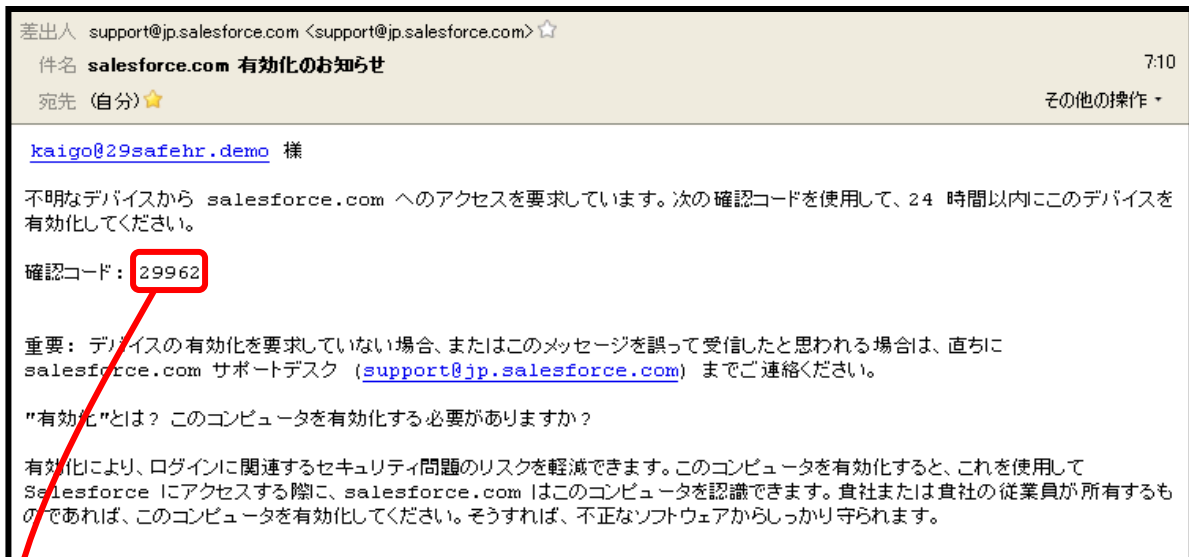 差出人 support@jp.salesforce.com <support@jp.salesforce.com>
件名 salesforce.com 有効化のお知らせ 7:10
宛先 (自分) その他の操作
kaigo@29safehr.demo 様
不明なデバイスから salesforce.com へのアクセスを要求しています。次の確認コードを使用して、24 時間以内にこのデバイスを
有効化してください。
確認コード: 29962
重要: デバイスの有効化を要求していない場合、またはこのメッセージを誤って受信したと思われる場合は、直ちに
salesforce.com サポートデスク (support@jp.salesforce.com) までご連絡ください。
"有効化"とは? このコンピュータを有効化する必要がありますか?
有効化により、ログインに関連するセキュリティ問題のリスクを軽減できます。このコンピュータを有効化すると、これを使用して
Salesforce にアクセスする際に、salesforce.com はこのコンピュータを認識できます。貴社または貴社の従業員が所有するも
のであれば、このコンピュータを有効化してください。そうすれば、不正なソフトウェアからしっかり守られます。